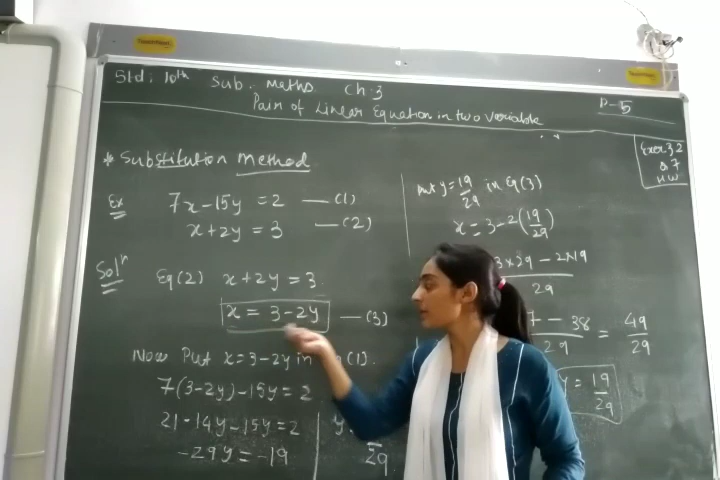 Std: 10th Sub: Maths Ch:3
Pair of Linear Equation in two variable
P-5
Exer. 3.2
Q 7
H.W
* Substitution Method
Ex 7x-15y = 2 —(1)
x+2y = 3 —(2)
Solⁿ Eq(2) x+2y = 3
x = 3-2y —(3)
Now Put x=3-2y in Eq(1).
7(3-2y)-15y = 2
21-14y-15y = 2
-29y = -19
y
29
put y = 19/29 in Eq(3)
x = 3-2(19/29)
3×29 - 2×19
29
7 - 38
29
= 49/29
y = 19/29